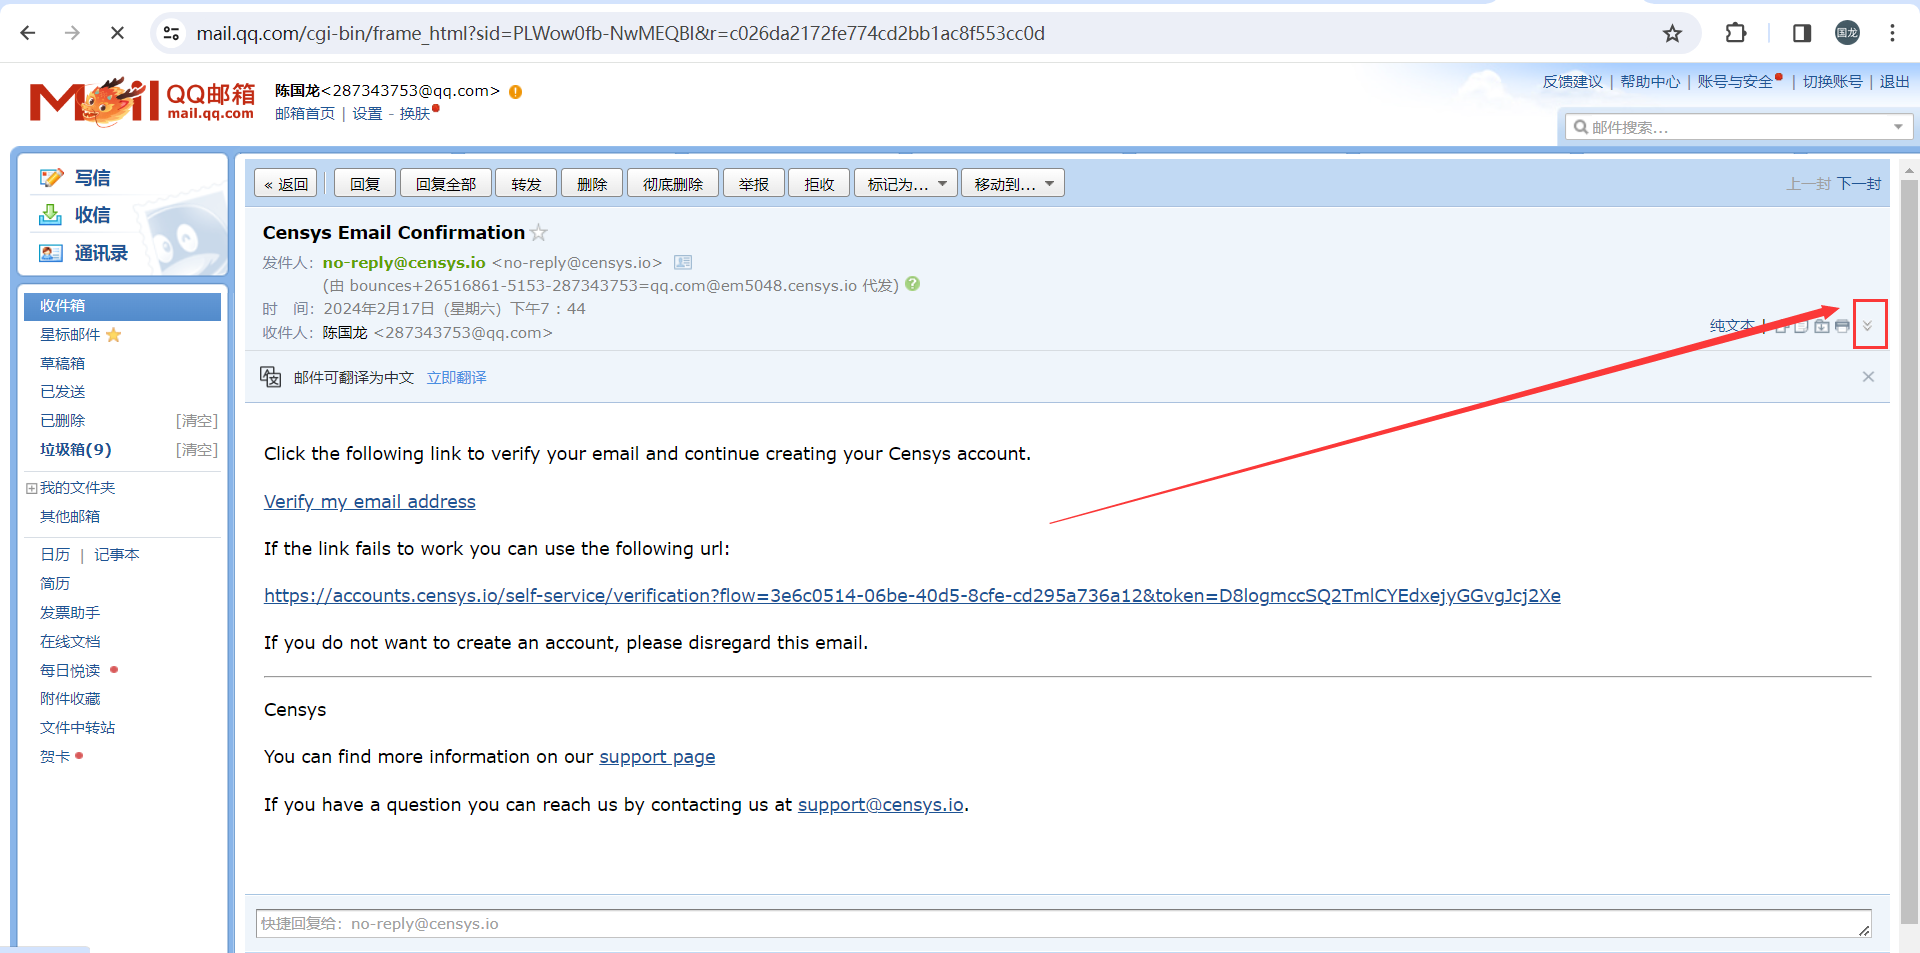 mail.qq.com/cgi-bin/frame_html?sid=PLWow0fb-NwMEQBI&r=c026da2172fe774cd2bb1ac8f553cc0d
国龙
Mail QQ邮箱
mail.qq.com
陈国龙<287343753@qq.com>
邮箱首页 | 设置 - 换肤
反馈建议 | 帮助中心 | 账号与安全 | 切换账号 | 退出
邮件搜索...
写信
收信
通讯录
收件箱
星标邮件
草稿箱
已发送
已删除 [清空]
垃圾箱(9) [清空]
我的文件夹
其他邮箱
日历 | 记事本
简历
发票助手
在线文档
每日悦读
附件收藏
文件中转站
贺卡
« 返回 回复 回复全部 转发 删除 彻底删除 举报 拒收 标记为... 移动到... 上一封 下一封
Censys Email Confirmation
发件人： no-reply@censys.io <no-reply@censys.io>
(由 bounces+26516861-5153-287343753=qq.com@em5048.censys.io 代发)
时 间： 2024年2月17日（星期六）下午7：44
收件人： 陈国龙 <287343753@qq.com>
纯文本 |
邮件可翻译为中文 立即翻译
Click the following link to verify your email and continue creating your Censys account.
Verify my email address
If the link fails to work you can use the following url:
https://accounts.censys.io/self-service/verification?flow=3e6c0514-06be-40d5-8cfe-cd295a736a12&token=D8logmccSQ2TmlCYEdxejyGGvgJcj2Xe
If you do not want to create an account, please disregard this email.
Censys
You can find more information on our support page
If you have a question you can reach us by contacting us at support@censys.io.
快捷回复给：no-reply@censys.io